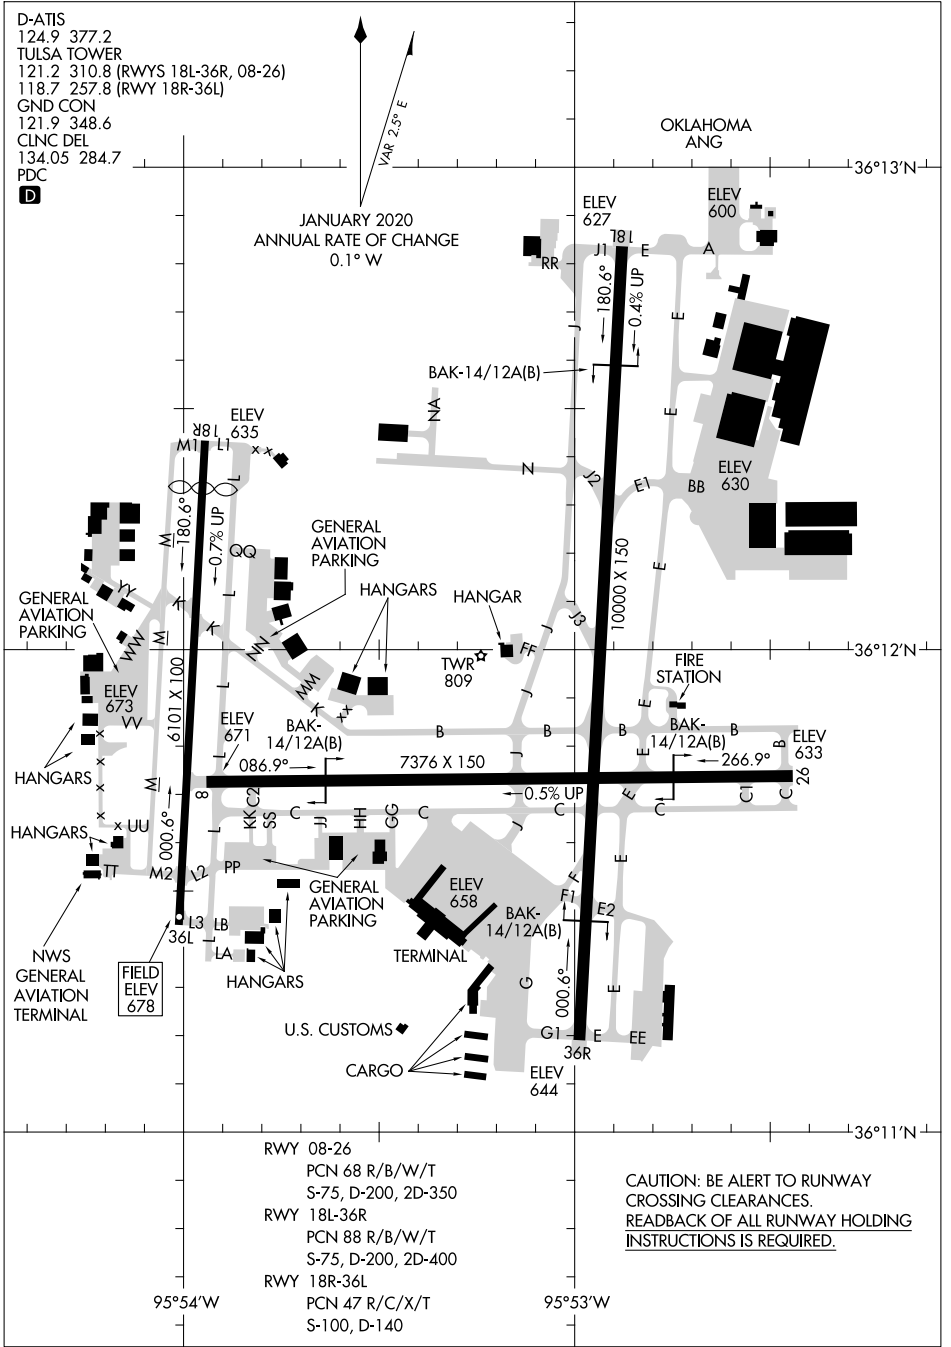 D-ATIS
124.9 377.2
TULSA TOWER
121.2 310.8 (RWYS 18L-36R, 08-26)
118.7 257.8 (RWY 18R-36L)
GND CON
121.9 348.6
CLNC DEL
134.05 284.7
PDC
D
VAR 2.5° E
JANUARY 2020
ANNUAL RATE OF CHANGE
0.1° W
OKLAHOMA
ANG
36°13'N
ELEV
627
ELEV
600
18L
J1
E
A
RR
180.6°
0.4% UP
J
E
BAK-14/12A(B)
NA
E
ELEV
635
18R
M1
L1
x x
L
N
J2
E1
BB
ELEV
630
M
180.6°
0.7% UP
QQ
GENERAL
AVIATION
PARKING
10000 X 150
E
YY
K
L
HANGARS
HANGAR
GENERAL
AVIATION
PARKING
WW
M
K
NN
J
J3
FF
36°12'N
TWR
809
FIRE
STATION
6101 X 100
ELEV
673
L
MM
K
x x
J
E
VV
ELEV
671
BAK-
14/12A(B)
B
B
B
B
B
BAK-
14/12A(B)
ELEV
633
x
HANGARS
x
x
M
L
086.9°
7376 X 150
J
E
266.9°
26
8
0.5% UP
E
C1
C
x
000.6°
KK
C2
SS
C
JJ
HH
GG
C
J
C
C
HANGARS
x
UU
L
E
TT
M2
L2
PP
F
GENERAL
AVIATION
PARKING
ELEV
658
F1
E2
BAK-
14/12A(B)
L3
LB
36L
L
LA
NWS
GENERAL
AVIATION
TERMINAL
FIELD
ELEV
678
HANGARS
TERMINAL
G
000.6°
E
U.S. CUSTOMS
G1
E
EE
36R
CARGO
ELEV
644
36°11'N
RWY 08-26
PCN 68 R/B/W/T
S-75, D-200, 2D-350
RWY 18L-36R
PCN 88 R/B/W/T
S-75, D-200, 2D-400
RWY 18R-36L
PCN 47 R/C/X/T
S-100, D-140
CAUTION: BE ALERT TO RUNWAY
CROSSING CLEARANCES.
READBACK OF ALL RUNWAY HOLDING
INSTRUCTIONS IS REQUIRED.
95°54'W
95°53'W